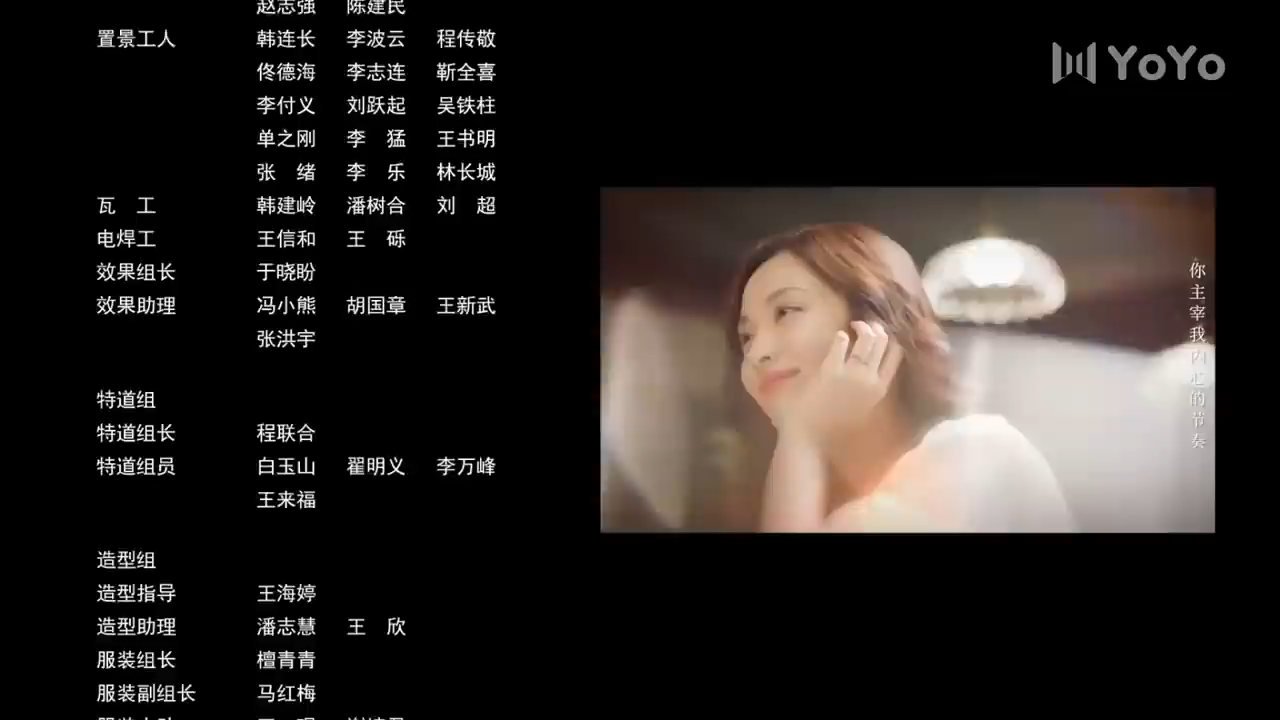 赵志强 陈建民
置景工人 韩连长 李波云 程传敬
佟德海 李志连 靳全喜
李付义 刘跃起 吴铁柱
单之刚 李 猛 王书明
张 绪 李 乐 林长城
瓦 工 韩建岭 潘树合 刘 超
电焊工 王信和 王 砾
效果组长 于晓盼
效果助理 冯小熊 胡国章 王新武
张洪宇
特道组
特道组长 程联合
特道组员 白玉山 翟明义 李万峰
王来福
造型组
造型指导 王海婷
造型助理 潘志慧 王 欣
服装组长 檀青青
服装副组长 马红梅
YoYo
你主宰我内心的节奏